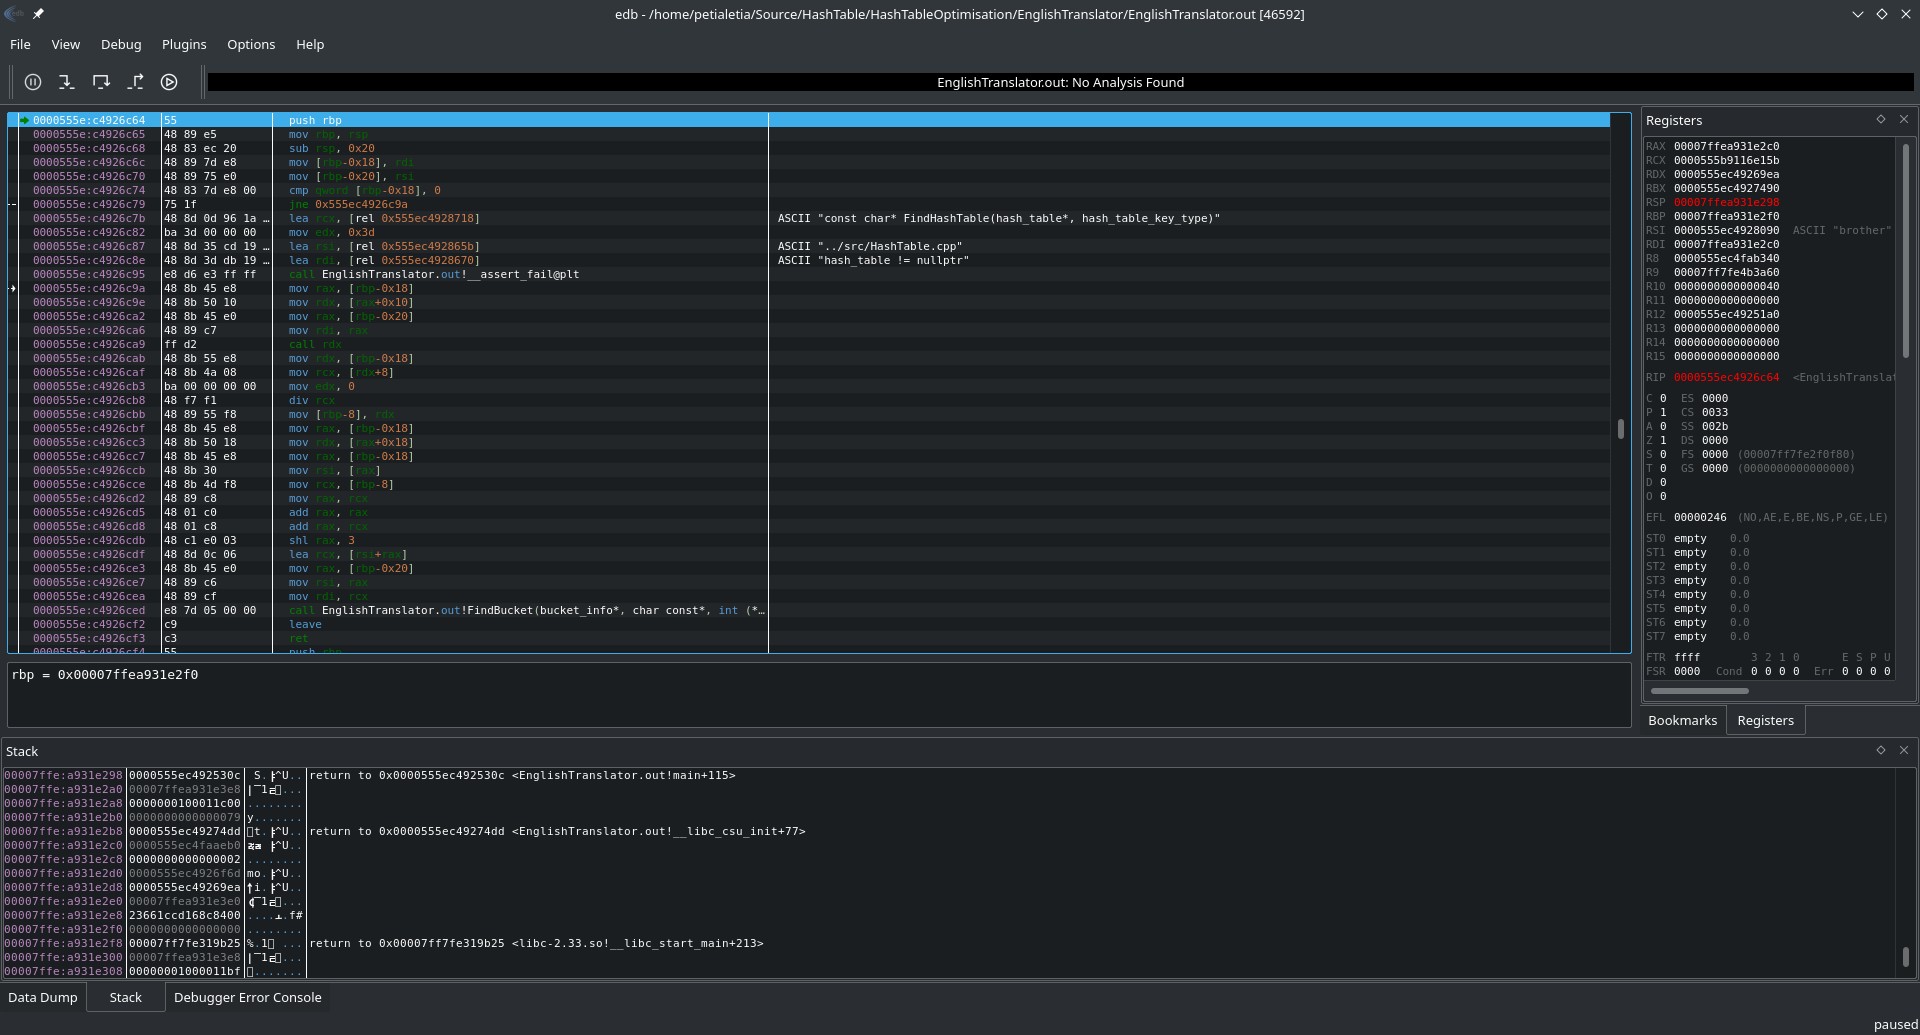 edb - /home/petialetia/Source/HashTable/HashTableOptimisation/EnglishTranslator/EnglishTranslator.out [46592]
File View Debug Plugins Options Help
EnglishTranslator.out: No Analysis Found
0000555e:c4926c64 55 push rbp
0000555e:c4926c65 48 89 e5 mov rbp, rsp
0000555e:c4926c68 48 83 ec 20 sub rsp, 0x20
0000555e:c4926c6c 48 89 7d e8 mov [rbp-0x18], rdi
0000555e:c4926c70 48 89 75 e0 mov [rbp-0x20], rsi
0000555e:c4926c74 48 83 7d e8 00 cmp qword [rbp-0x18], 0
0000555e:c4926c79 75 1f jne 0x555ec4926c9a
0000555e:c4926c7b 48 8d 0d 96 1a … lea rcx, [rel 0x555ec4928718] ASCII "const char* FindHashTable(hash_table*, hash_table_key_type)"
0000555e:c4926c82 ba 3d 00 00 00 mov edx, 0x3d
0000555e:c4926c87 48 8d 35 cd 19 … lea rsi, [rel 0x555ec492865b] ASCII "../src/HashTable.cpp"
0000555e:c4926c8e 48 8d 3d db 19 … lea rdi, [rel 0x555ec4928670] ASCII "hash_table != nullptr"
0000555e:c4926c95 e8 d6 e3 ff ff call EnglishTranslator.out!__assert_fail@plt
0000555e:c4926c9a 48 8b 45 e8 mov rax, [rbp-0x18]
0000555e:c4926c9e 48 8b 50 10 mov rdx, [rax+0x10]
0000555e:c4926ca2 48 8b 45 e0 mov rax, [rbp-0x20]
0000555e:c4926ca6 48 89 c7 mov rdi, rax
0000555e:c4926ca9 ff d2 call rdx
0000555e:c4926cab 48 8b 55 e8 mov rdx, [rbp-0x18]
0000555e:c4926caf 48 8b 4a 08 mov rcx, [rdx+8]
0000555e:c4926cb3 ba 00 00 00 00 mov edx, 0
0000555e:c4926cb8 48 f7 f1 div rcx
0000555e:c4926cbb 48 89 55 f8 mov [rbp-8], rdx
0000555e:c4926cbf 48 8b 45 e8 mov rax, [rbp-0x18]
0000555e:c4926cc3 48 8b 50 18 mov rdx, [rax+0x18]
0000555e:c4926cc7 48 8b 45 e8 mov rax, [rbp-0x18]
0000555e:c4926ccb 48 8b 30 mov rsi, [rax]
0000555e:c4926cce 48 8b 4d f8 mov rcx, [rbp-8]
0000555e:c4926cd2 48 89 c8 mov rax, rcx
0000555e:c4926cd5 48 01 c0 add rax, rax
0000555e:c4926cd8 48 01 c8 add rax, rcx
0000555e:c4926cdb 48 c1 e0 03 shl rax, 3
0000555e:c4926cdf 48 8d 0c 06 lea rcx, [rsi+rax]
0000555e:c4926ce3 48 8b 45 e0 mov rax, [rbp-0x20]
0000555e:c4926ce7 48 89 c6 mov rsi, rax
0000555e:c4926cea 48 89 cf mov rdi, rcx
0000555e:c4926ced e8 7d 05 00 00 call EnglishTranslator.out!FindBucket(bucket_info*, char const*, int (*…
0000555e:c4926cf2 c9 leave
0000555e:c4926cf3 c3 ret
0000555e:c4926cf4 55 push rbp
rbp = 0x00007ffea931e2f0
Registers
RAX 00007ffea931e2c0
RCX 0000555b9116e15b
RDX 0000555ec49269ea
RBX 0000555ec4927490
RSP 00007ffea931e298
RBP 00007ffea931e2f0
RSI 0000555ec4928090 ASCII "brother"
RDI 00007ffea931e2c0
R8 0000555ec4fab340
R9 00007ff7fe4b3a60
R10 0000000000000040
R11 0000000000000000
R12 0000555ec49251a0
R13 0000000000000000
R14 0000000000000000
R15 0000000000000000
RIP 0000555ec4926c64 <EnglishTranslat
C 0 ES 0000
P 1 CS 0033
A 0 SS 002b
Z 1 DS 0000
S 0 FS 0000 (00007ff7fe2f0f80)
T 0 GS 0000 (0000000000000000)
D 0
O 0
EFL 00000246 (NO,AE,E,BE,NS,P,GE,LE)
ST0 empty 0.0
ST1 empty 0.0
ST2 empty 0.0
ST3 empty 0.0
ST4 empty 0.0
ST5 empty 0.0
ST6 empty 0.0
ST7 empty 0.0
FTR ffff 3 2 1 0 E S P U
FSR 0000 Cond 0 0 0 0 Err 0 0 0 0
Bookmarks Registers
Stack
00007ffe:a931e298 0000555ec492530c return to 0x0000555ec492530c <EnglishTranslator.out!main+115>
00007ffe:a931e2a0 00007ffea931e3e8
00007ffe:a931e2a8 0000000100011c00 ........
00007ffe:a931e2b0 0000000000000079 y.......
00007ffe:a931e2b8 0000555ec49274dd return to 0x0000555ec49274dd <EnglishTranslator.out!__libc_csu_init+77>
00007ffe:a931e2c0 0000555ec4faaeb0
00007ffe:a931e2c8 0000000000000002 ........
00007ffe:a931e2d0 0000555ec4926f6d
00007ffe:a931e2d8 0000555ec49269ea
00007ffe:a931e2e0 00007ffea931e3e0
00007ffe:a931e2e8 23661ccd168c8400
00007ffe:a931e2f0 0000000000000000 ........
00007ffe:a931e2f8 00007ff7fe319b25 return to 0x00007ff7fe319b25 <libc-2.33.so!__libc_start_main+213>
00007ffe:a931e300 00007ffea931e3e8
00007ffe:a931e308 00000001000011bf
Data Dump Stack Debugger Error Console
paused